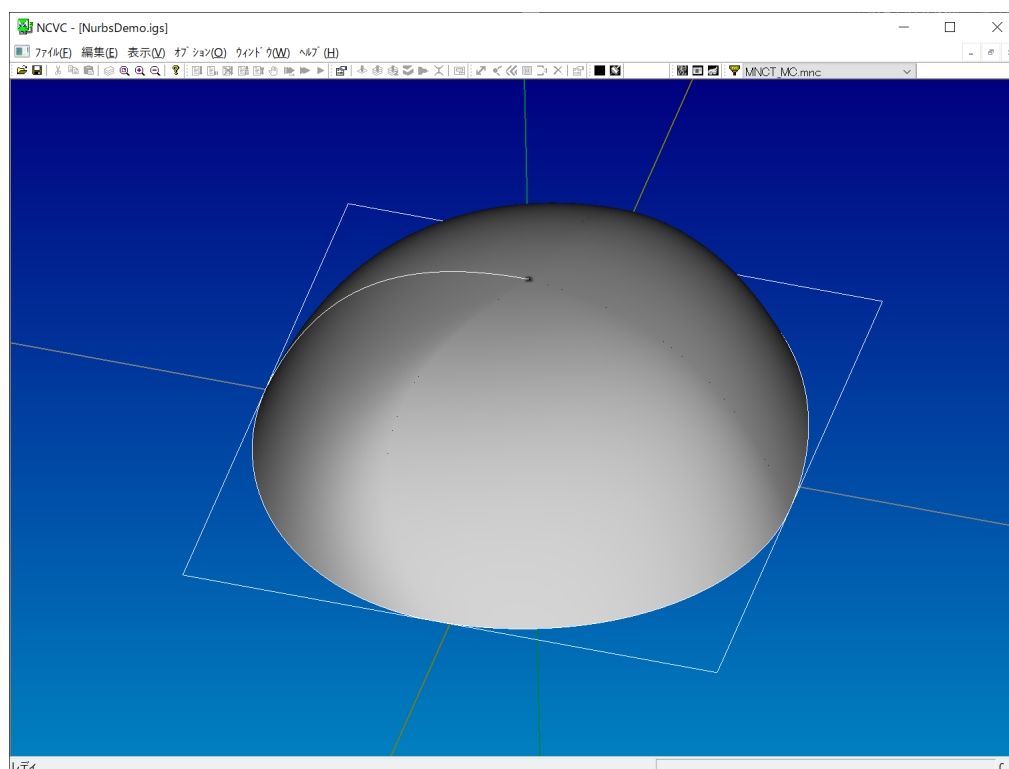 NCVC - [NurbsDemo.igs]
ファイル(F) 編集(E) 表示(V) オプション(O) ウィンドウ(W) ヘルプ(H)
MNCT_MC.mnc
レディ